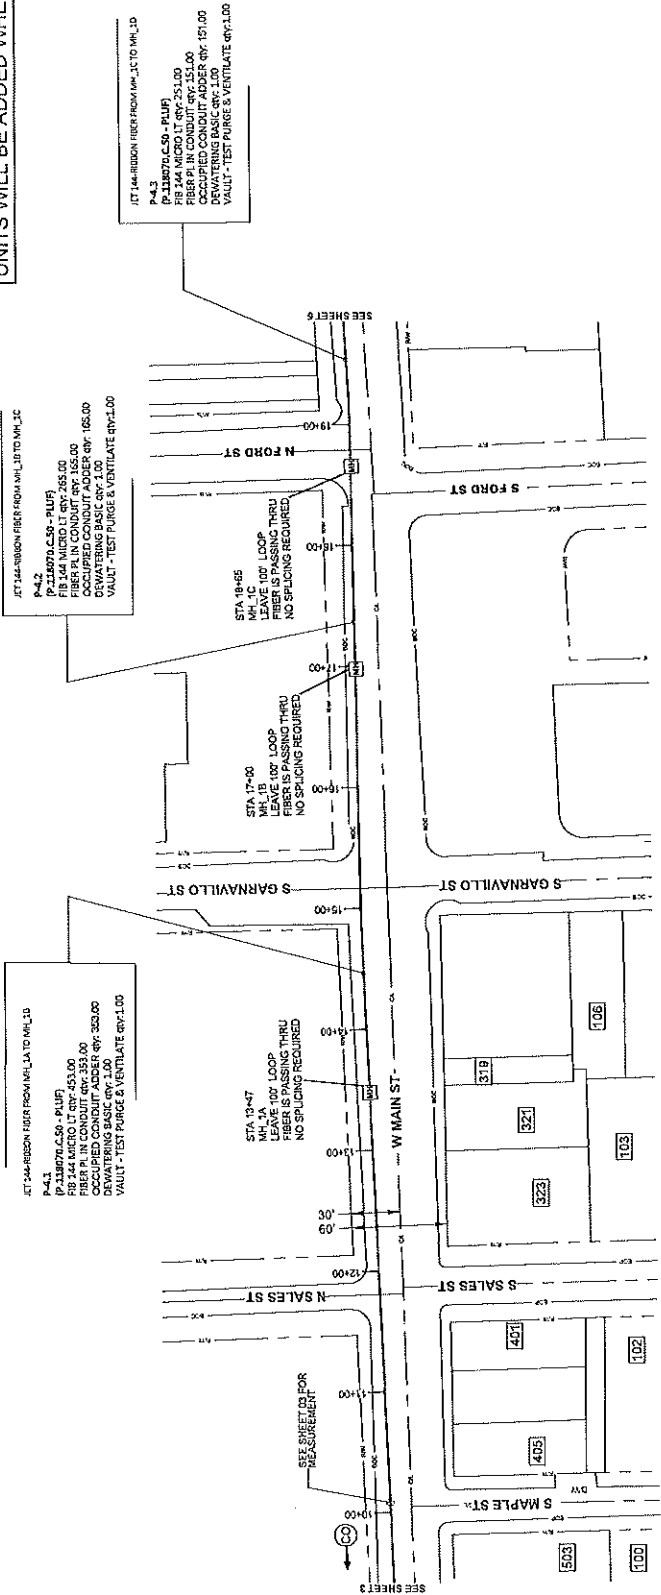 UNITS WILL BE ADDED WHE
JET 144-RIBBON FIBER FROM MH_1A TO MH_1B
P-4.1
(P.118070.C.50 - PLUF)
FIB 144 MICRO LT qty: 453.00
FIBER PL IN CONDUIT qty: 353.00
OCCUPIED CONDUIT ADDER qty: 353.00
DEWATERING BASIC qty: 1.00
VAULT - TEST PURGE & VENTILATE qty:1.00
JET 144-RIBBON FIBER FROM MH_1B TO MH_1C
P-4.2
(P.118070.C.50 - PLUF)
FIB 144 MICRO LT qty: 265.00
FIBER PL IN CONDUIT qty: 165.00
OCCUPIED CONDUIT ADDER qty: 165.00
DEWATERING BASIC qty: 1.00
VAULT - TEST PURGE & VENTILATE qty:1.00
JET 144-RIBBON FIBER FROM MH_1C TO MH_1D
P-4.3
(P.118070.C.50 - PLUF)
FIB 144 MICRO LT qty: 251.00
FIBER PL IN CONDUIT qty: 151.00
OCCUPIED CONDUIT ADDER qty: 151.00
DEWATERING BASIC qty: 1.00
VAULT - TEST PURGE & VENTILATE qty:1.00
SEE SHEET 03 FOR
MEASUREMENT
STA 13+47
MH_1A
LEAVE 100' LOOP
FIBER IS PASSING THRU
NO SPLICING REQUIRED
STA 17+00
MH_1B
LEAVE 100' LOOP
FIBER IS PASSING THRU
NO SPLICING REQUIRED
STA 18+65
MH_1C
LEAVE 100' LOOP
FIBER IS PASSING THRU
NO SPLICING REQUIRED
CO
SEE SHEET 3
SEE SHEET 6
10+00
11+00
12+00
13+00
14+00
15+00
16+00
17+00
18+00
19+00
MH
MH
MH
30'
60'
W MAIN ST
N SALES ST
S SALES ST
S MAPLE ST
S GARNAVILLO ST
S GARNAVILLO ST
N FORD ST
S FORD ST
D/W
503
100
405
401
102
323
321
319
103
106